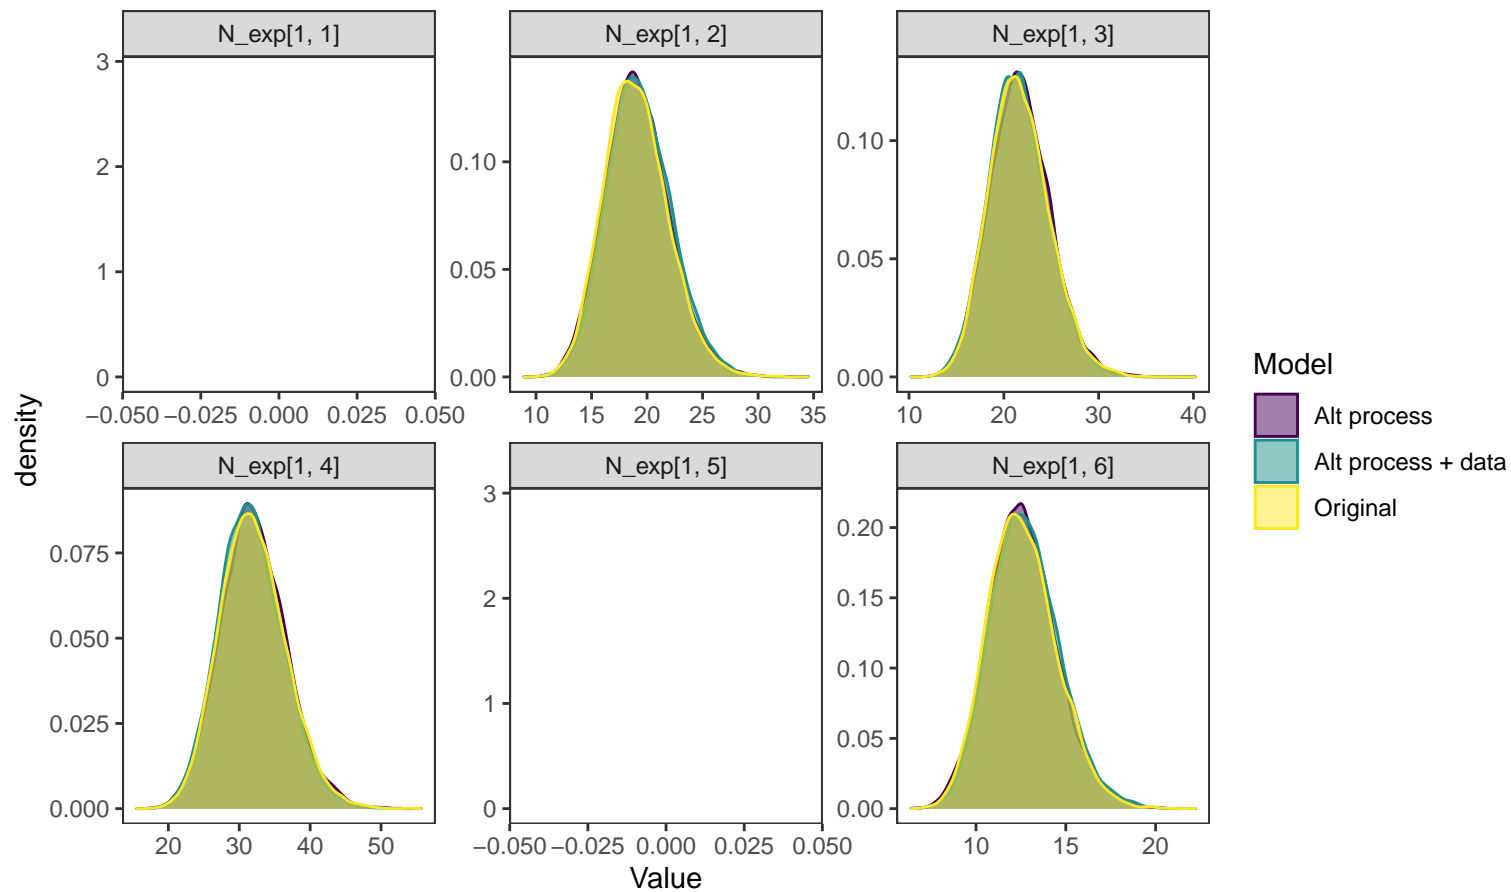 N_exp[1, 1]
N_exp[1, 2]
N_exp[1, 3]
3
2
1
0
0.10
0.05
0.00
0.10
0.05
0.00
−0.050 −0.025 0.000 0.025 0.050
10 15 20 25 30 35
10 20 30 40
density
N_exp[1, 4]
N_exp[1, 5]
N_exp[1, 6]
0.075
0.050
0.025
0.000
3
2
1
0
0.20
0.15
0.10
0.05
0.00
20 30 40 50
−0.050 −0.025 0.000 0.025 0.050
10 15 20
Value
Model
Alt process
Alt process + data
Original